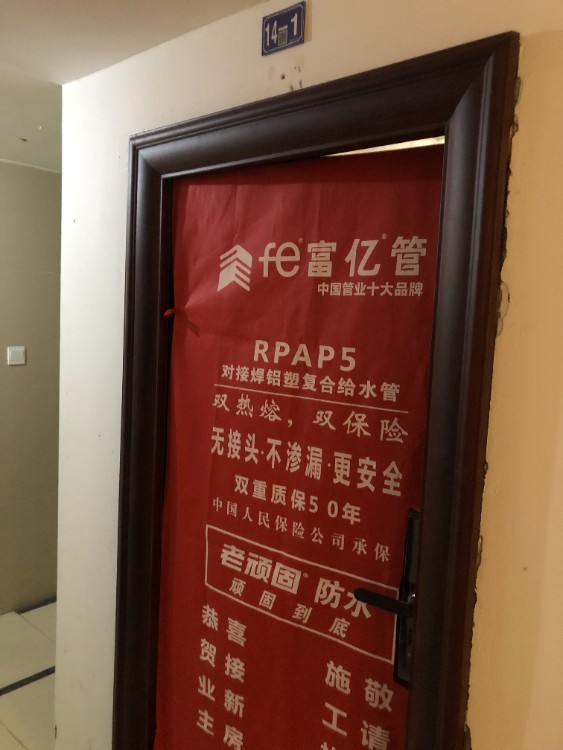 14-1
fe®富亿®管
中国管业十大品牌
RPAP5
对接焊铝塑复合给水管
双热熔，双保险
无接头·不渗漏·更安全
双重质保50年
中国人民保险公司承保
老顽固®防水
顽固到底
恭贺业主
喜接新房
施工
敬请